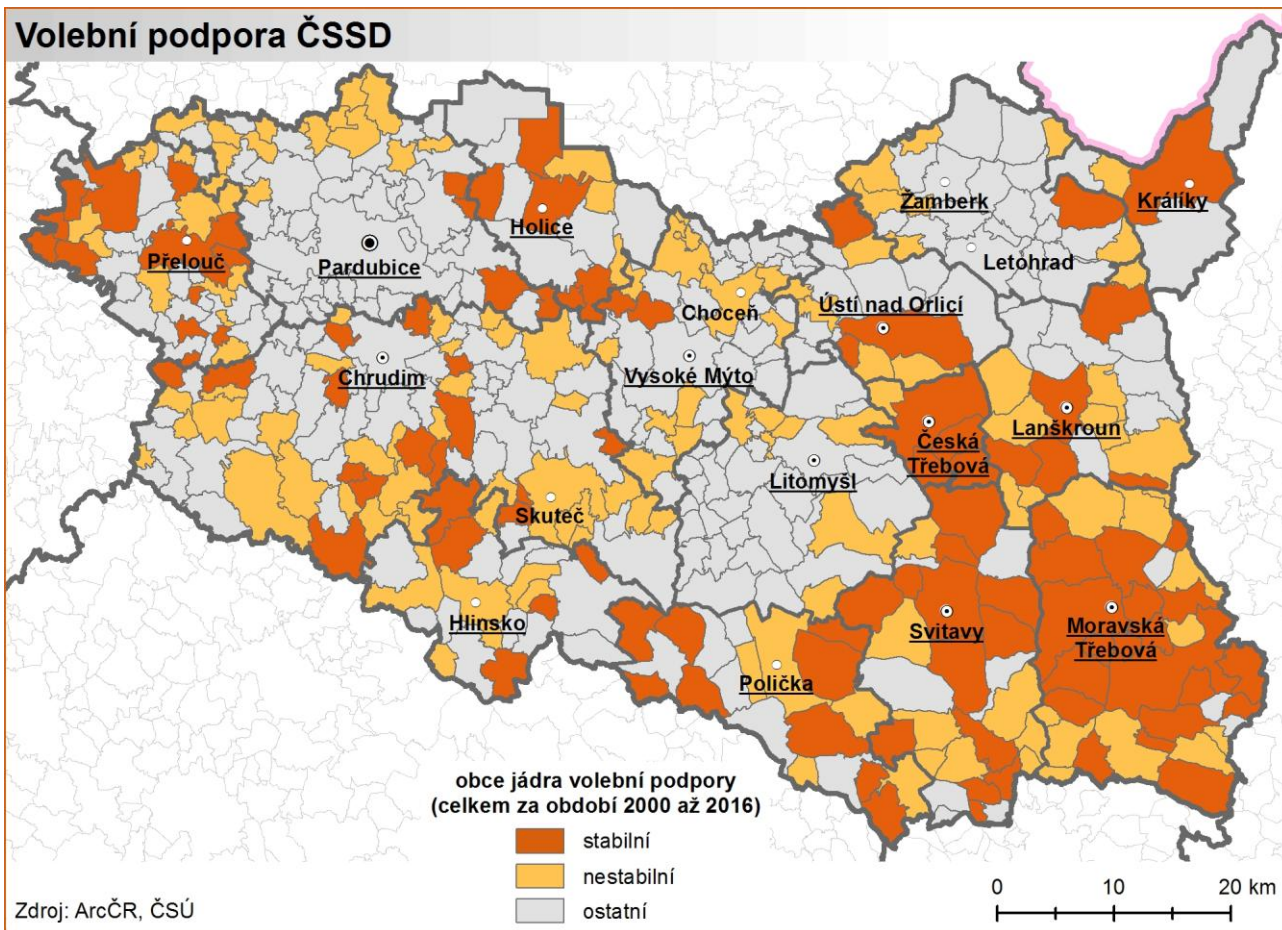 Volební podpora ČSSD
Žamberk
Králíky
Holice
Přelouč
Pardubice
Letohrad
Choceň
Ústí nad Orlicí
Chrudim
Vysoké Mýto
Lanškroun
Česká
Třebová
Litomyšl
Skuteč
Hlinsko
Svitavy
Moravská
Třebová
Polička
obce jádra volební podpory
(celkem za období 2000 až 2016)
stabilní
nestabilní
ostatní
Zdroj: ArcČR, ČSÚ
0 10 20 km